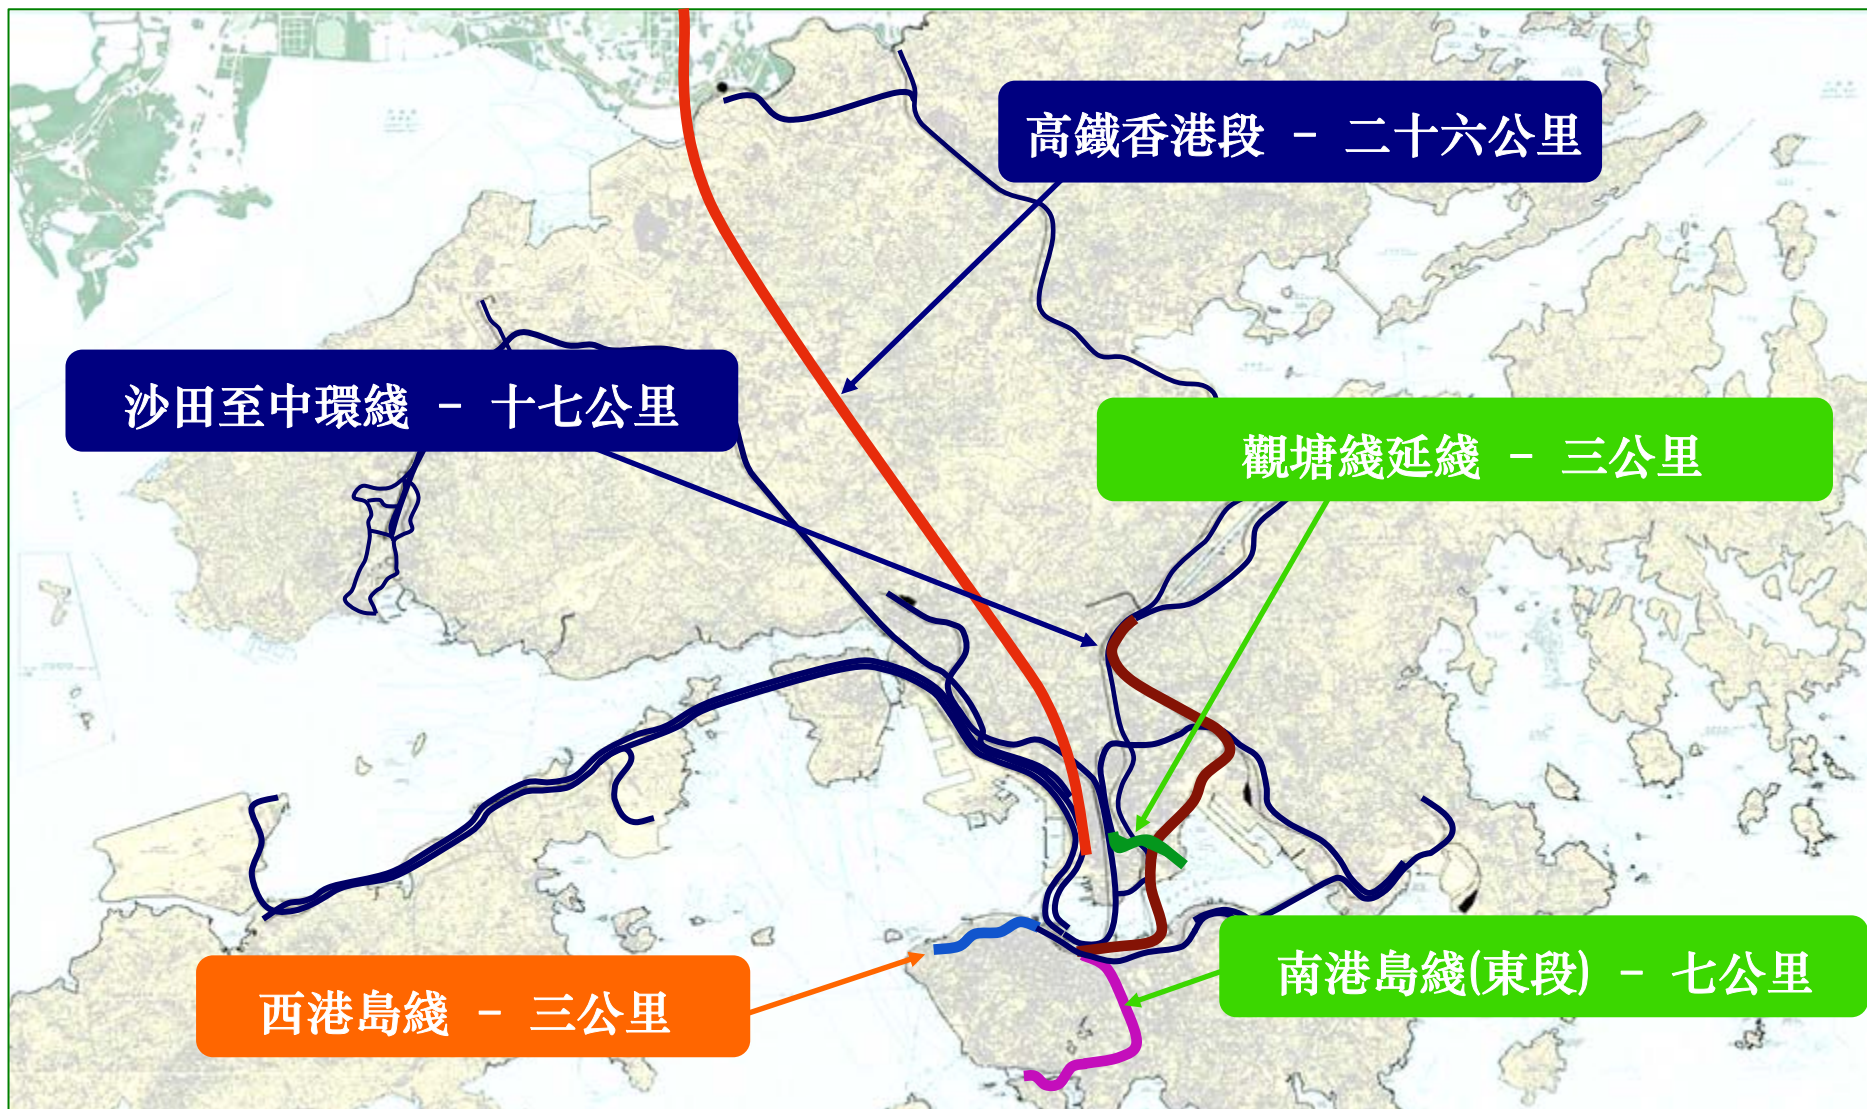 高鐵香港段 – 二十六公里
沙田至中環綫 – 十七公里
觀塘綫延綫 – 三公里
南港島綫(東段) – 七公里
西港島綫 – 三公里